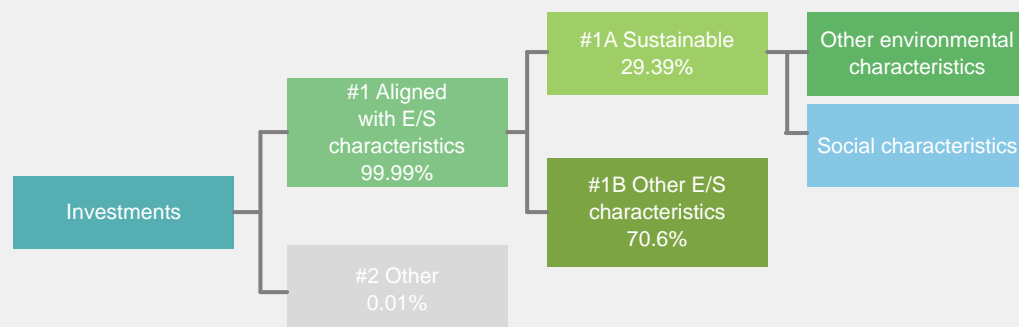 Investments
#1 Aligned
with E/S
characteristics
99.99%
#2 Other
0.01%
#1A Sustainable
29.39%
#1B Other E/S
characteristics
70.6%
Other environmental
characteristics
Social characteristics